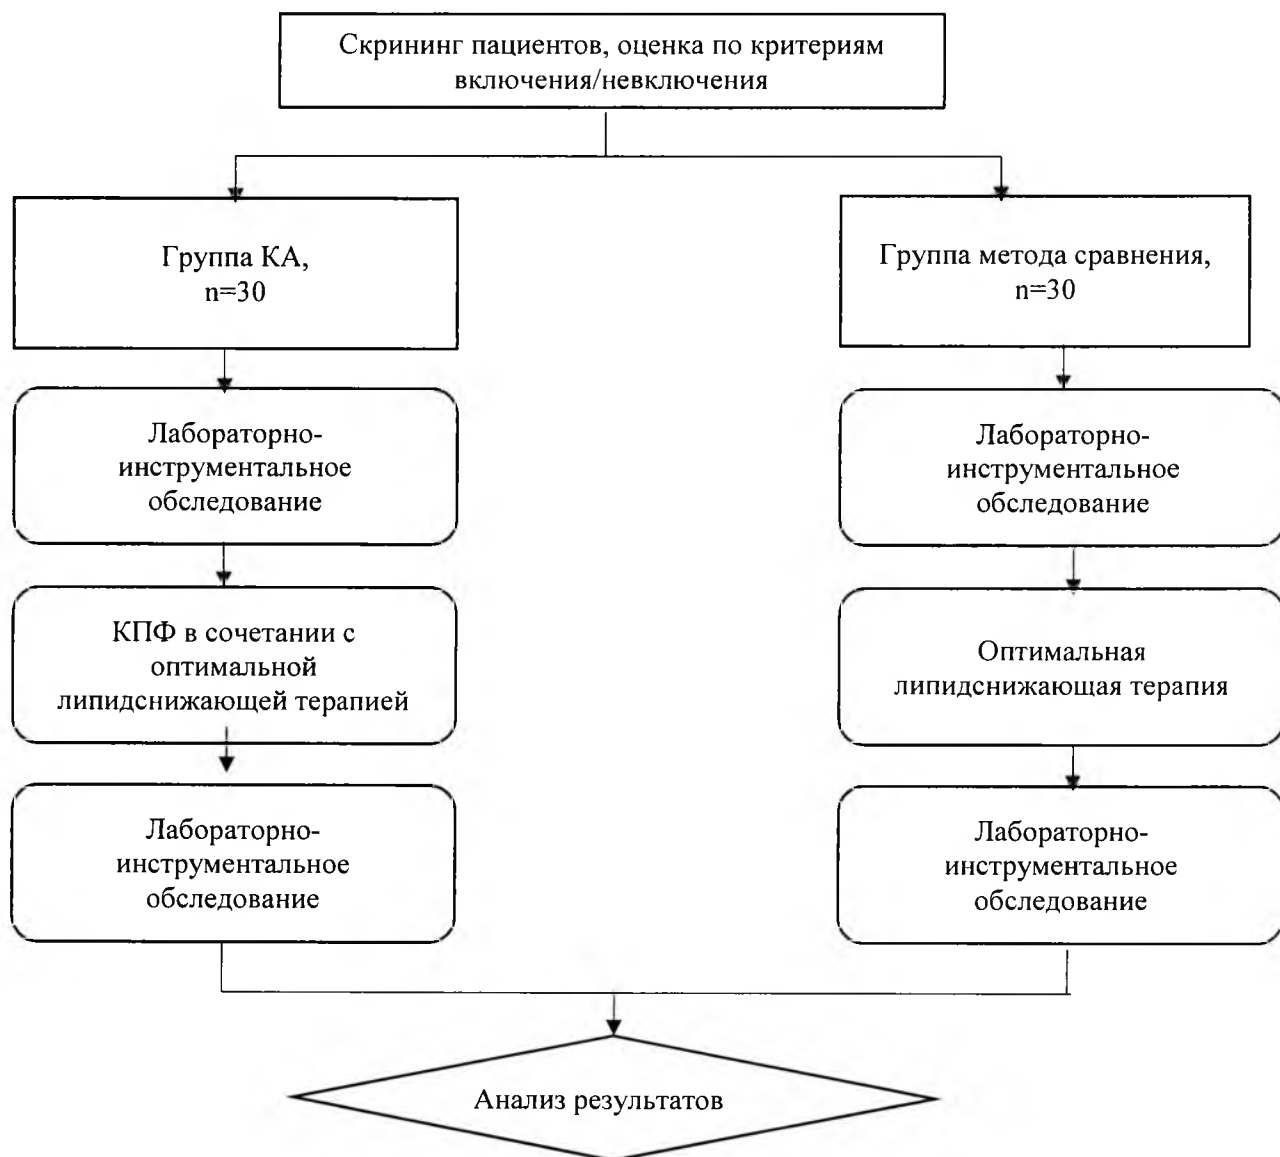 Скрининг пациентов, оценка по критериям
включения/невключения
Группа КА,
n=30
Группа метода сравнения,
n=30
Лабораторно-
инструментальное
обследование
Лабораторно-
инструментальное
обследование
КПФ в сочетании с
оптимальной
липидснижающей терапией
Оптимальная
липидснижающая терапия
Лабораторно-
инструментальное
обследование
Лабораторно-
инструментальное
обследование
Анализ результатов